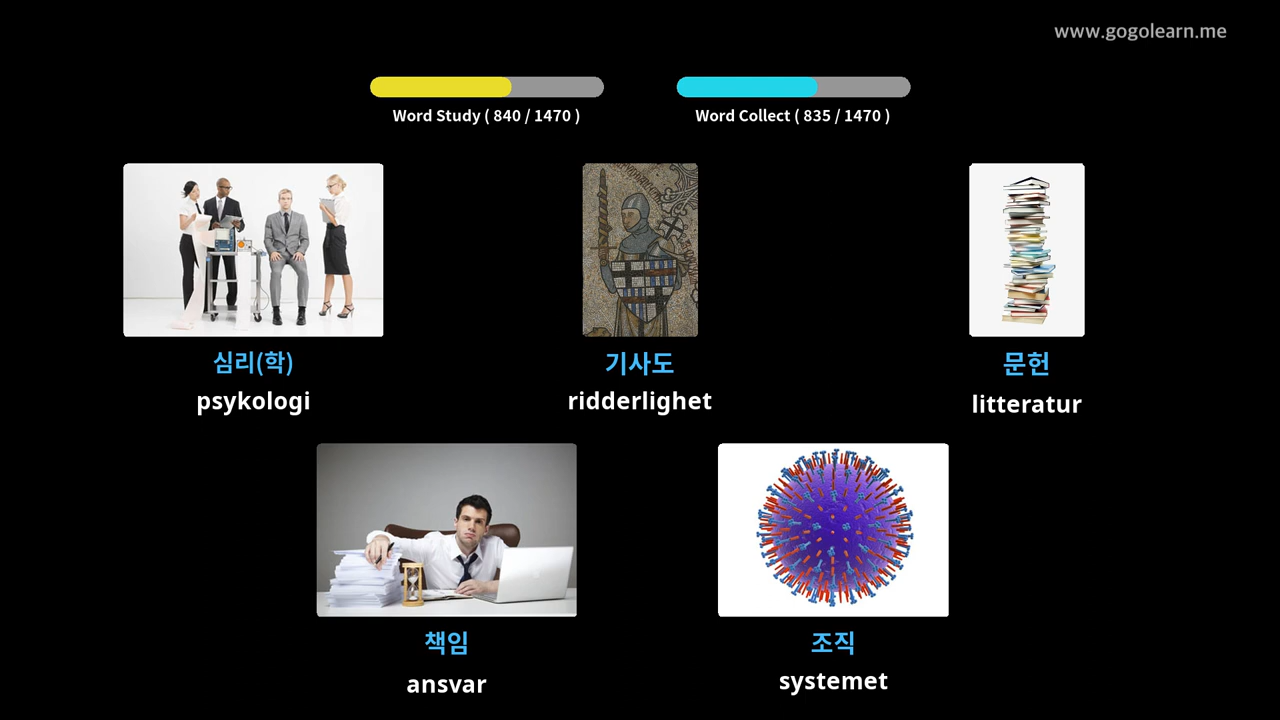 www.gogolearn.me
Word Study ( 840 / 1470 )
Word Collect ( 835 / 1470 )
심리(학)
psykologi
기사도
ridderlighet
문헌
litteratur
책임
ansvar
조직
systemet